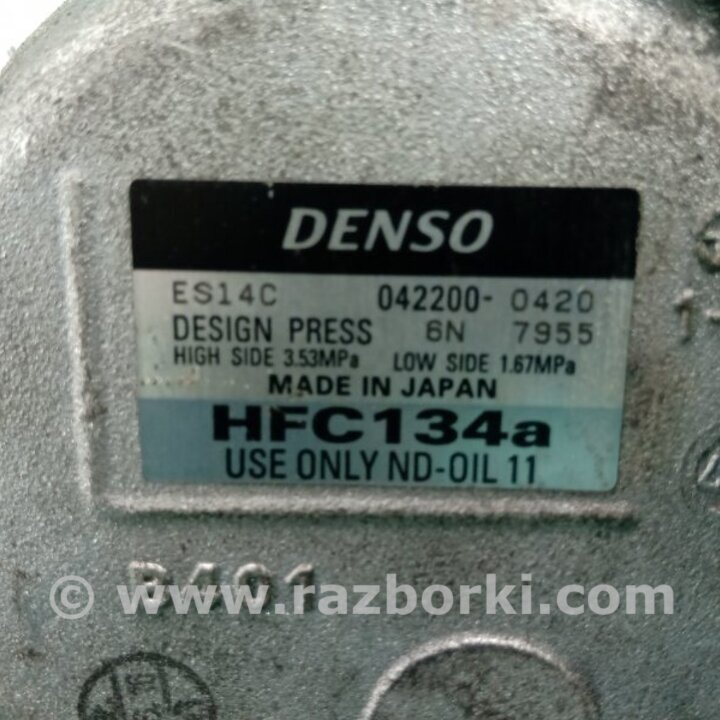 DENSO
ES14C 042200-0420
DESIGN PRESS 6N 7955
HIGH SIDE 3.53MPa LOW SIDE 1.67MPa
MADE IN JAPAN
HFC134a
USE ONLY ND-OIL 11
© www.razborki.com